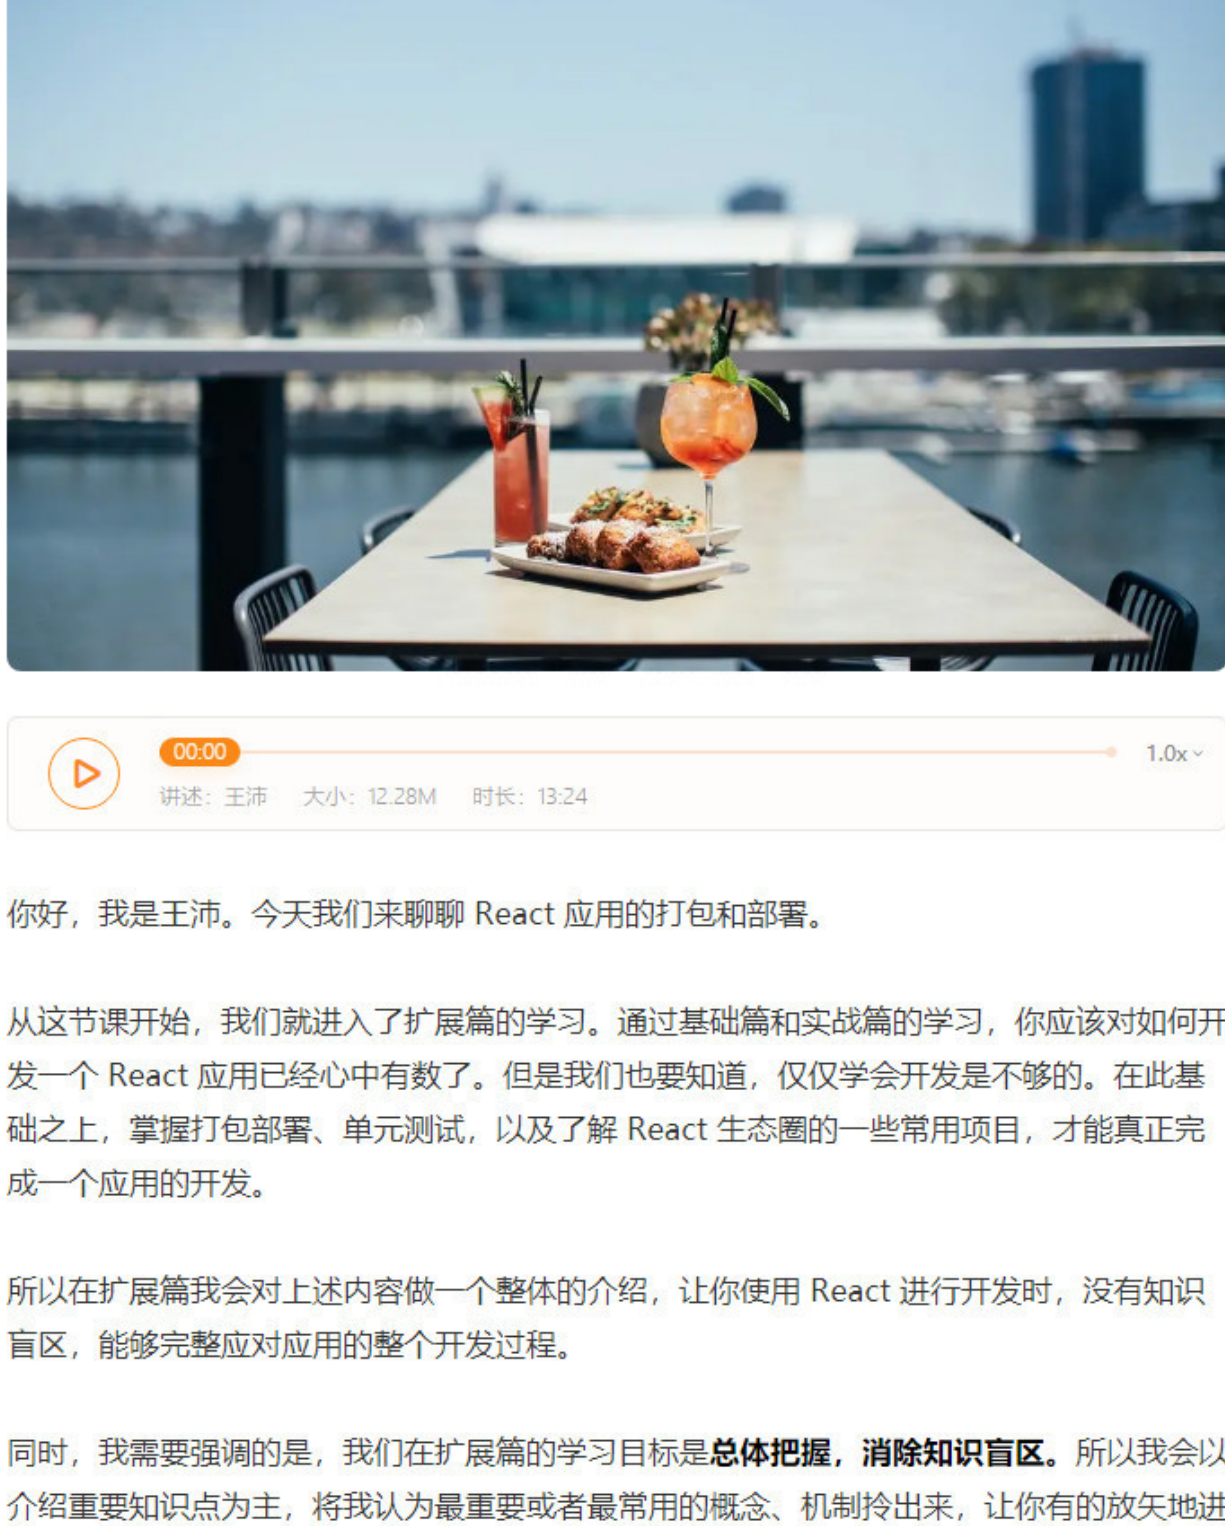 00:00
1.0x
讲述：王沛 大小：12.28M 时长：13:24
你好，我是王沛。今天我们来聊聊 React 应用的打包和部署。
从这节课开始，我们就进入了扩展篇的学习。通过基础篇和实战篇的学习，你应该对如何开
发一个 React 应用已经心中有数了。但是我们也要知道，仅仅学会开发是不够的。在此基
础之上，掌握打包部署、单元测试，以及了解 React 生态圈的一些常用项目，才能真正完
成一个应用的开发。
所以在扩展篇我会对上述内容做一个整体的介绍，让你使用 React 进行开发时，没有知识
盲区，能够完整应对应用的整个开发过程。
同时，我需要强调的是，我们在扩展篇的学习目标是总体把握，消除知识盲区。所以我会以
介绍重要知识点为主，将我认为最重要或者最常用的概念、机制拎出来，让你有的放矢地进